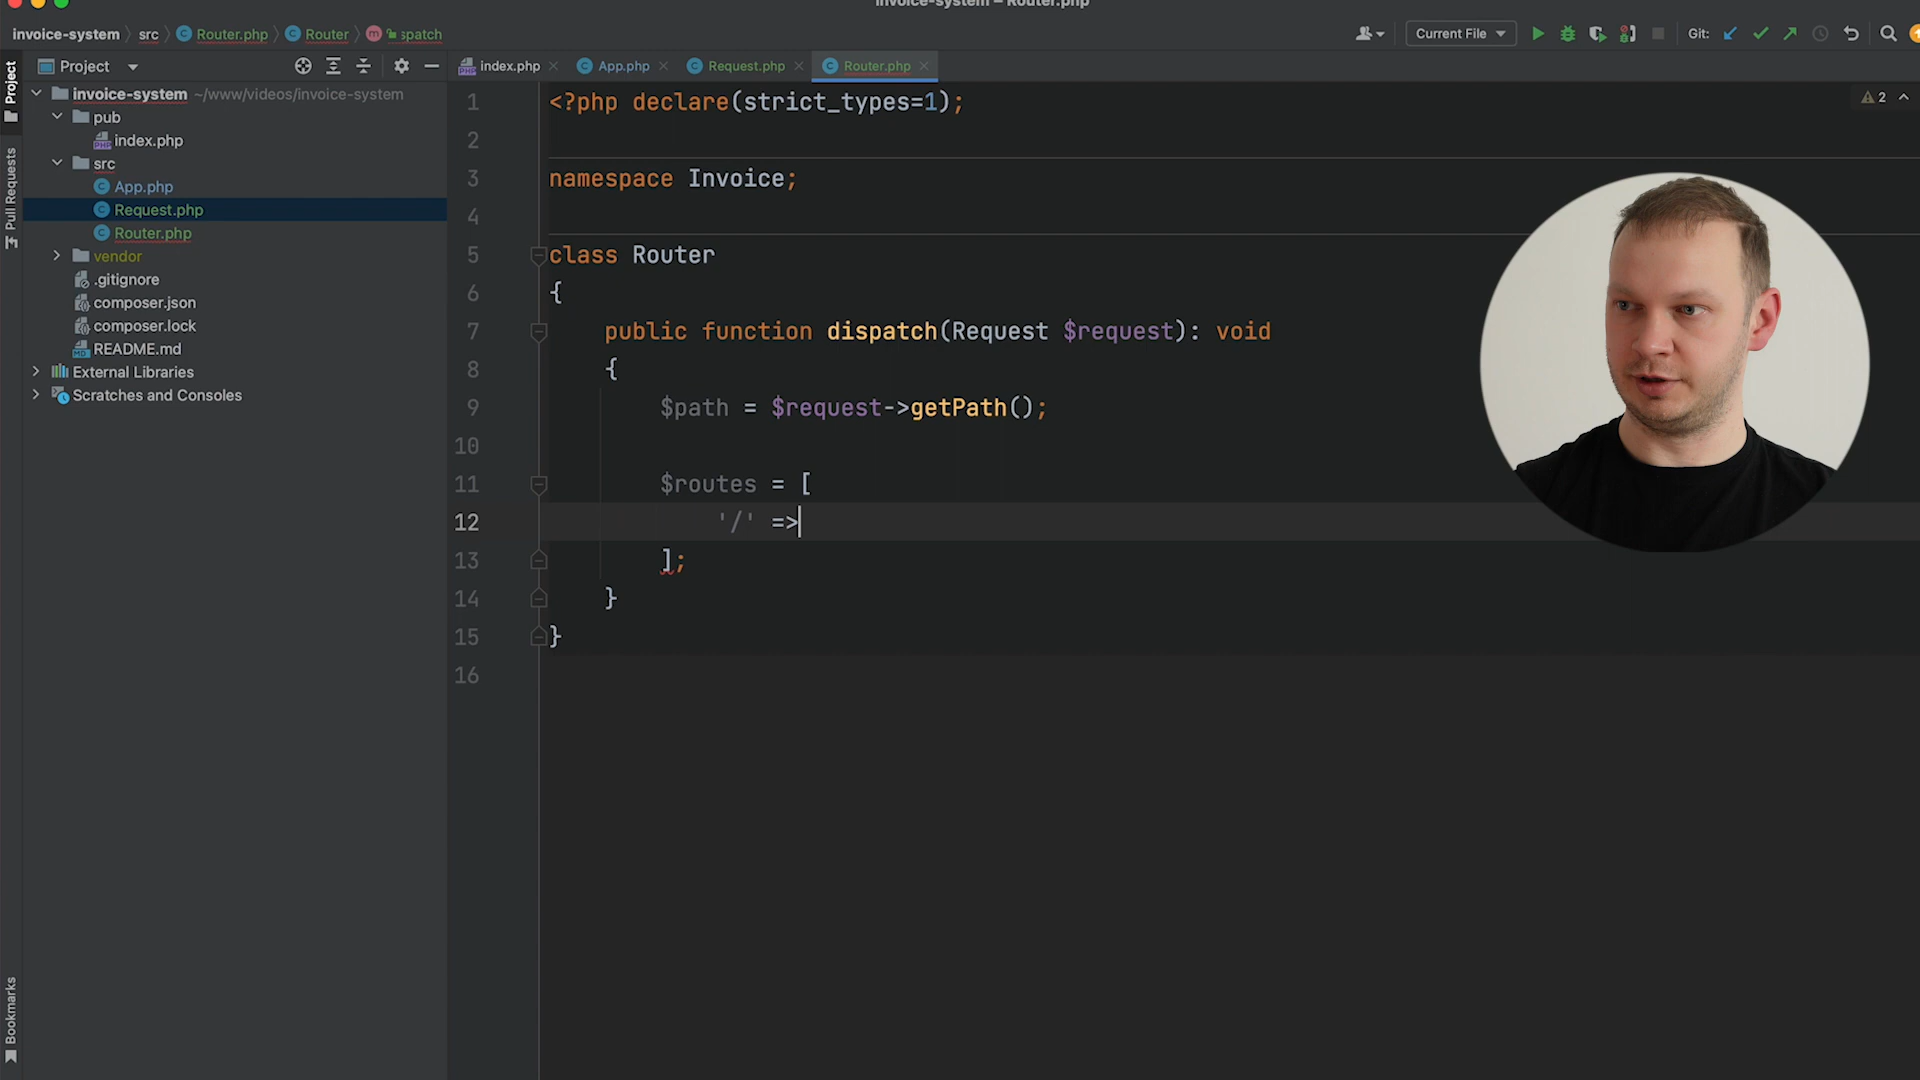 invoice-system – Router.php
invoice-system src Router.php Router spatch
Current File
Git:
Project
index.php
App.php
Request.php
Router.php
2
Project
Pull Requests
Bookmarks
invoice-system ~/www/videos/invoice-system
pub
index.php
src
App.php
Request.php
Router.php
vendor
.gitignore
composer.json
composer.lock
README.md
External Libraries
Scratches and Consoles
1 <?php declare(strict_types=1);
2
3 namespace Invoice;
4
5 class Router
6 {
7 public function dispatch(Request $request): void
8 {
9 $path = $request->getPath();
10
11 $routes = [
12 '/' =>
13 ];
14 }
15 }
16